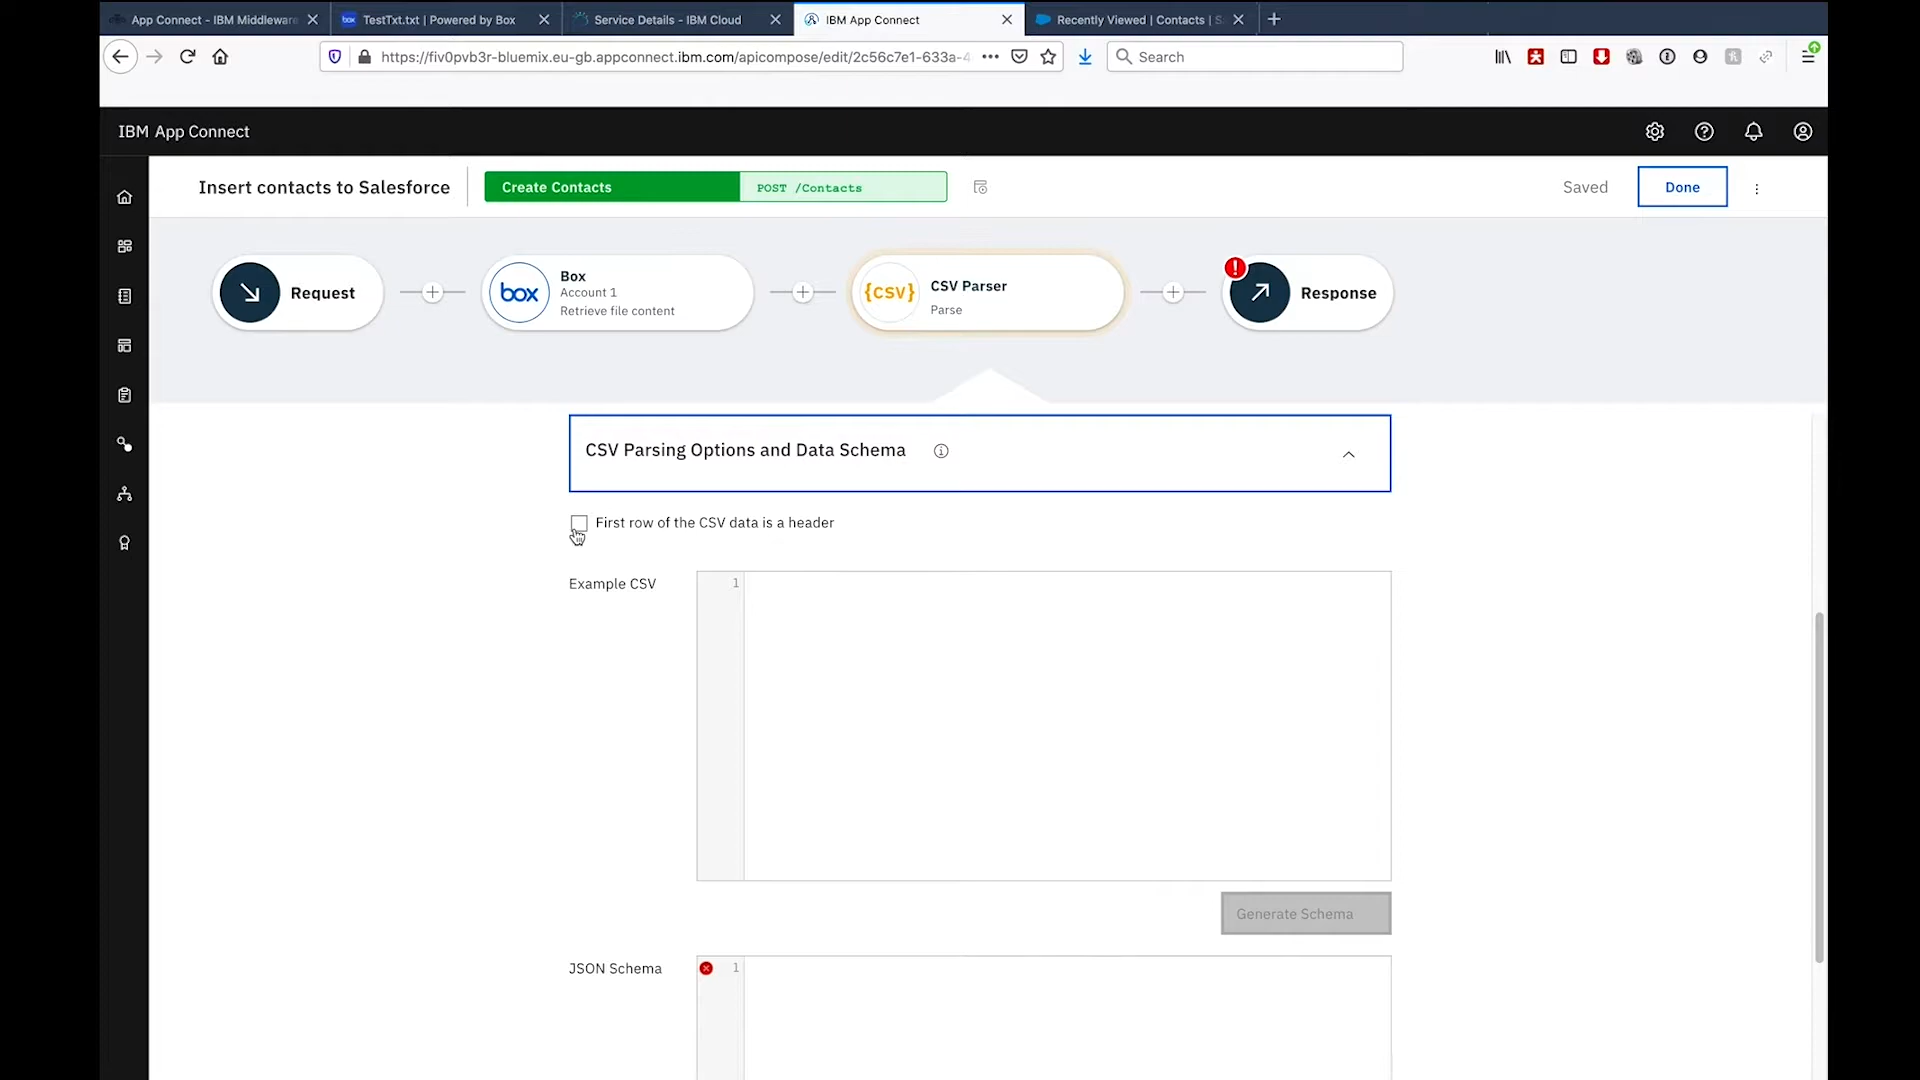 App Connect - IBM Middleware
TestTxt.txt | Powered by Box
Service Details - IBM Cloud
IBM App Connect
Recently Viewed | Contacts | S
https://fiv0pvb3r-bluemix.eu-gb.appconnect.ibm.com/apicompose/edit/2c56c7e1-633a-4
Search
IBM App Connect
Insert contacts to Salesforce
Create Contacts
POST /Contacts
Saved
Done
Request
box
Box
Account 1
Retrieve file content
{CSV}
CSV Parser
Parse
Response
CSV Parsing Options and Data Schema
First row of the CSV data is a header
Example CSV
1
Generate Schema
JSON Schema
1